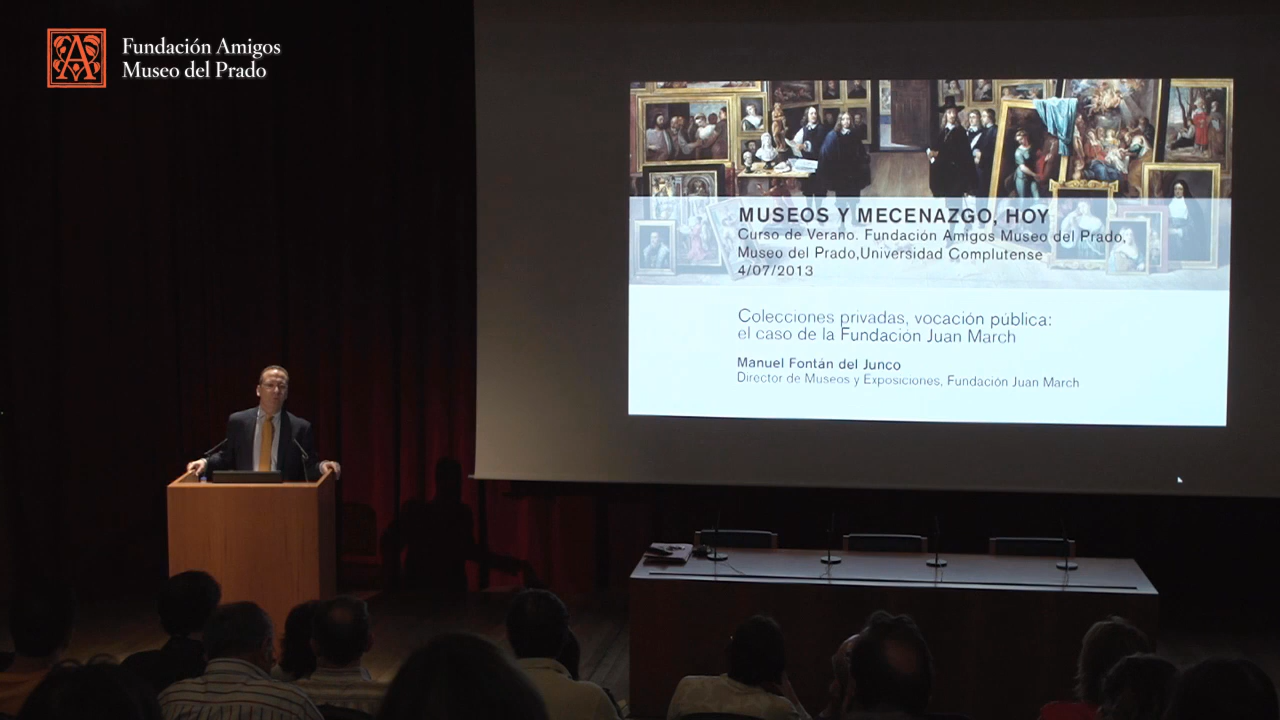 Fundación Amigos
Museo del Prado
MUSEOS Y MECENAZGO, HOY
Curso de Verano. Fundación Amigos Museo del Prado,
Museo del Prado,Universidad Complutense
4/07/2013
Colecciones privadas, vocación pública:
el caso de la Fundación Juan March
Manuel Fontán del Junco
Director de Museos y Exposiciones, Fundación Juan March